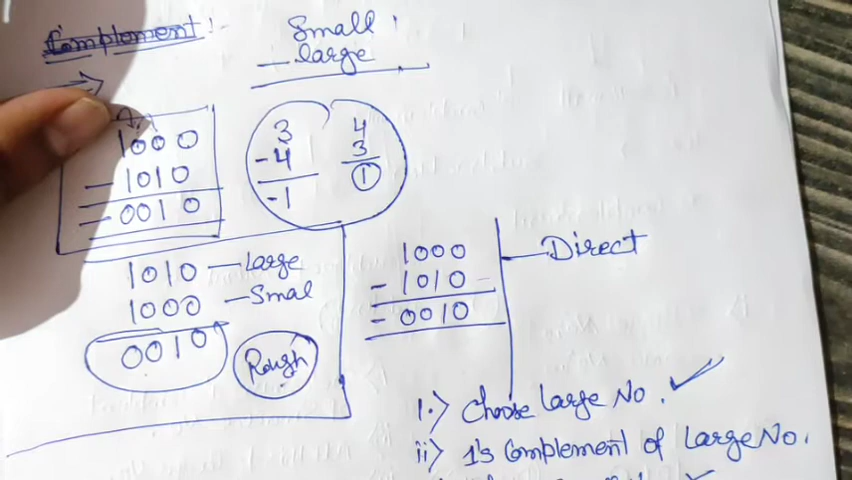 Complement :-
Small
- large
1000
- 1010
- 0010
3
- 4
-1
4
3
1
1010 - Large
1000 - Smal
0010
Rough
1000
- 1010
- 0010
Direct
i.> Choose large No. ✓
ii> 1's Complement of large No.